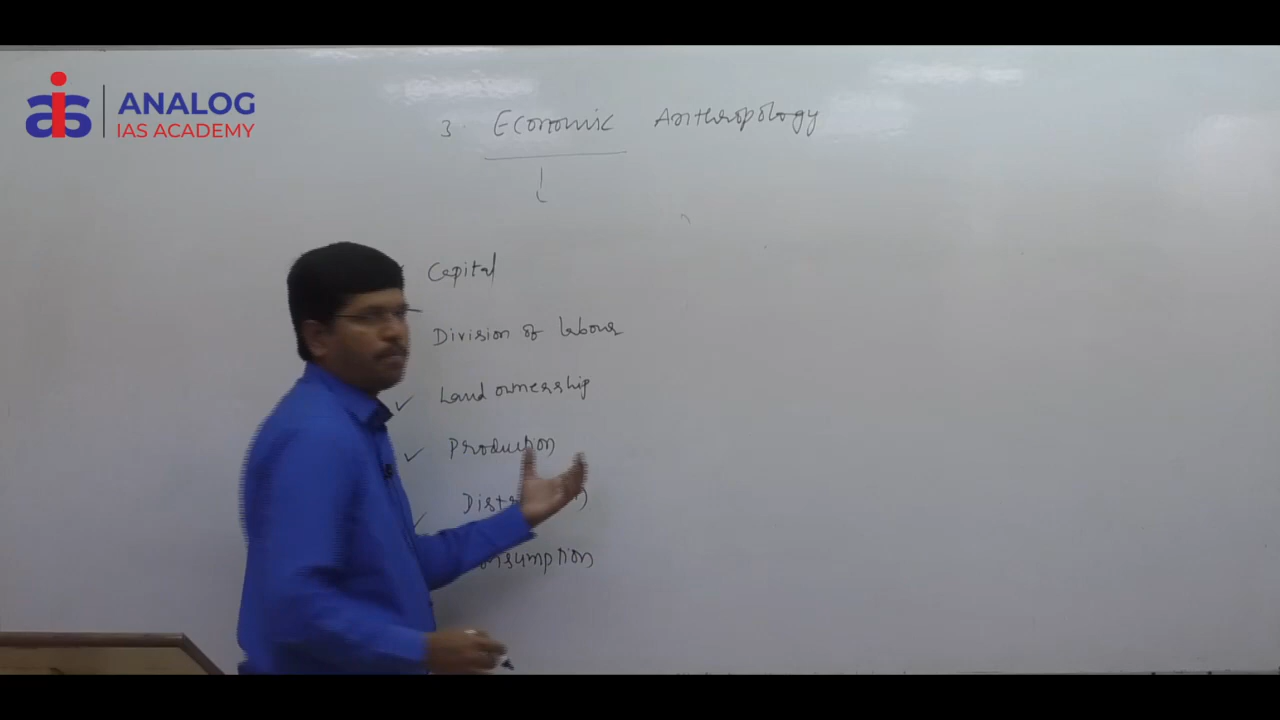 ANALOG
IAS ACADEMY
3. Economic Anthropology
Capital
Division of labour
Land ownership
Production
Consumption